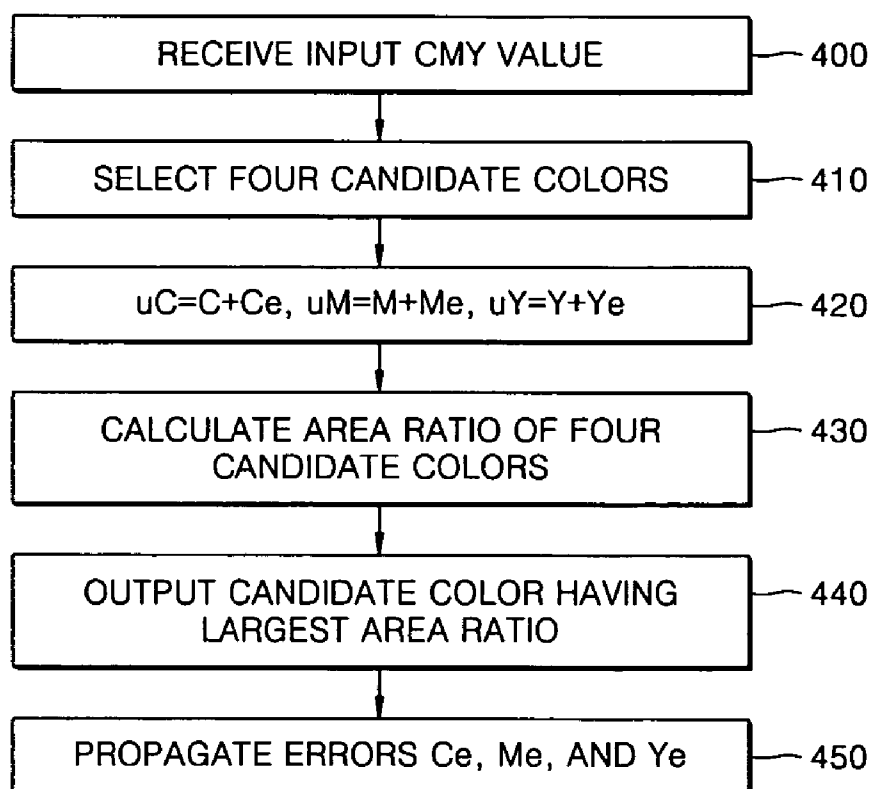 RECEIVE INPUT CMY VALUE
400
SELECT FOUR CANDIDATE COLORS
410
uC=C+Ce, uM=M+Me, uY=Y+Ye
420
CALCULATE AREA RATIO OF FOUR
CANDIDATE COLORS
430
OUTPUT CANDIDATE COLOR HAVING
LARGEST AREA RATIO
440
PROPAGATE ERRORS Ce, Me, AND Ye
450